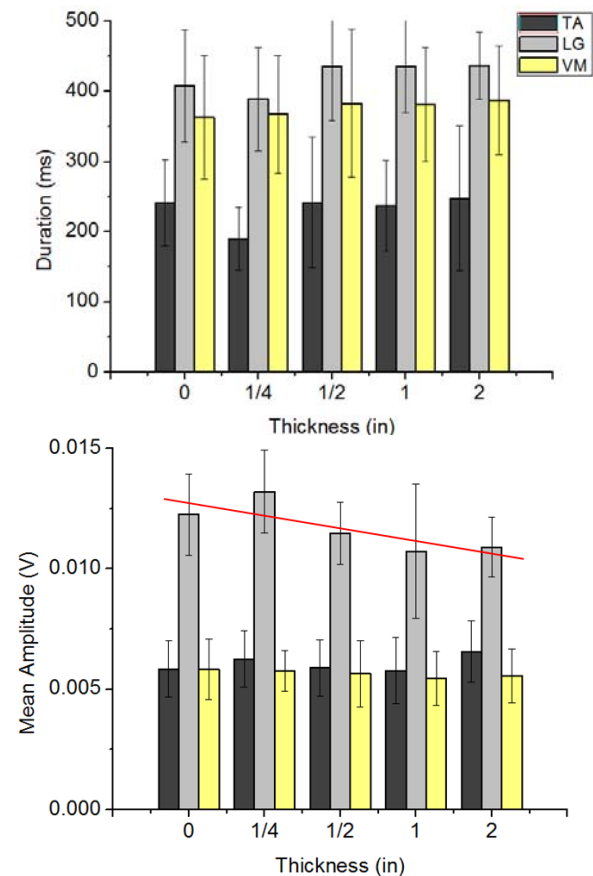 500
400
300
200
100
0
Duration (ms)
TA
LG
VM
0 1/4 1/2 1 2
Thickness (in)
0.015
0.010
0.005
0.000
Mean Amplitude (V)
0 1/4 1/2 1 2
Thickness (in)